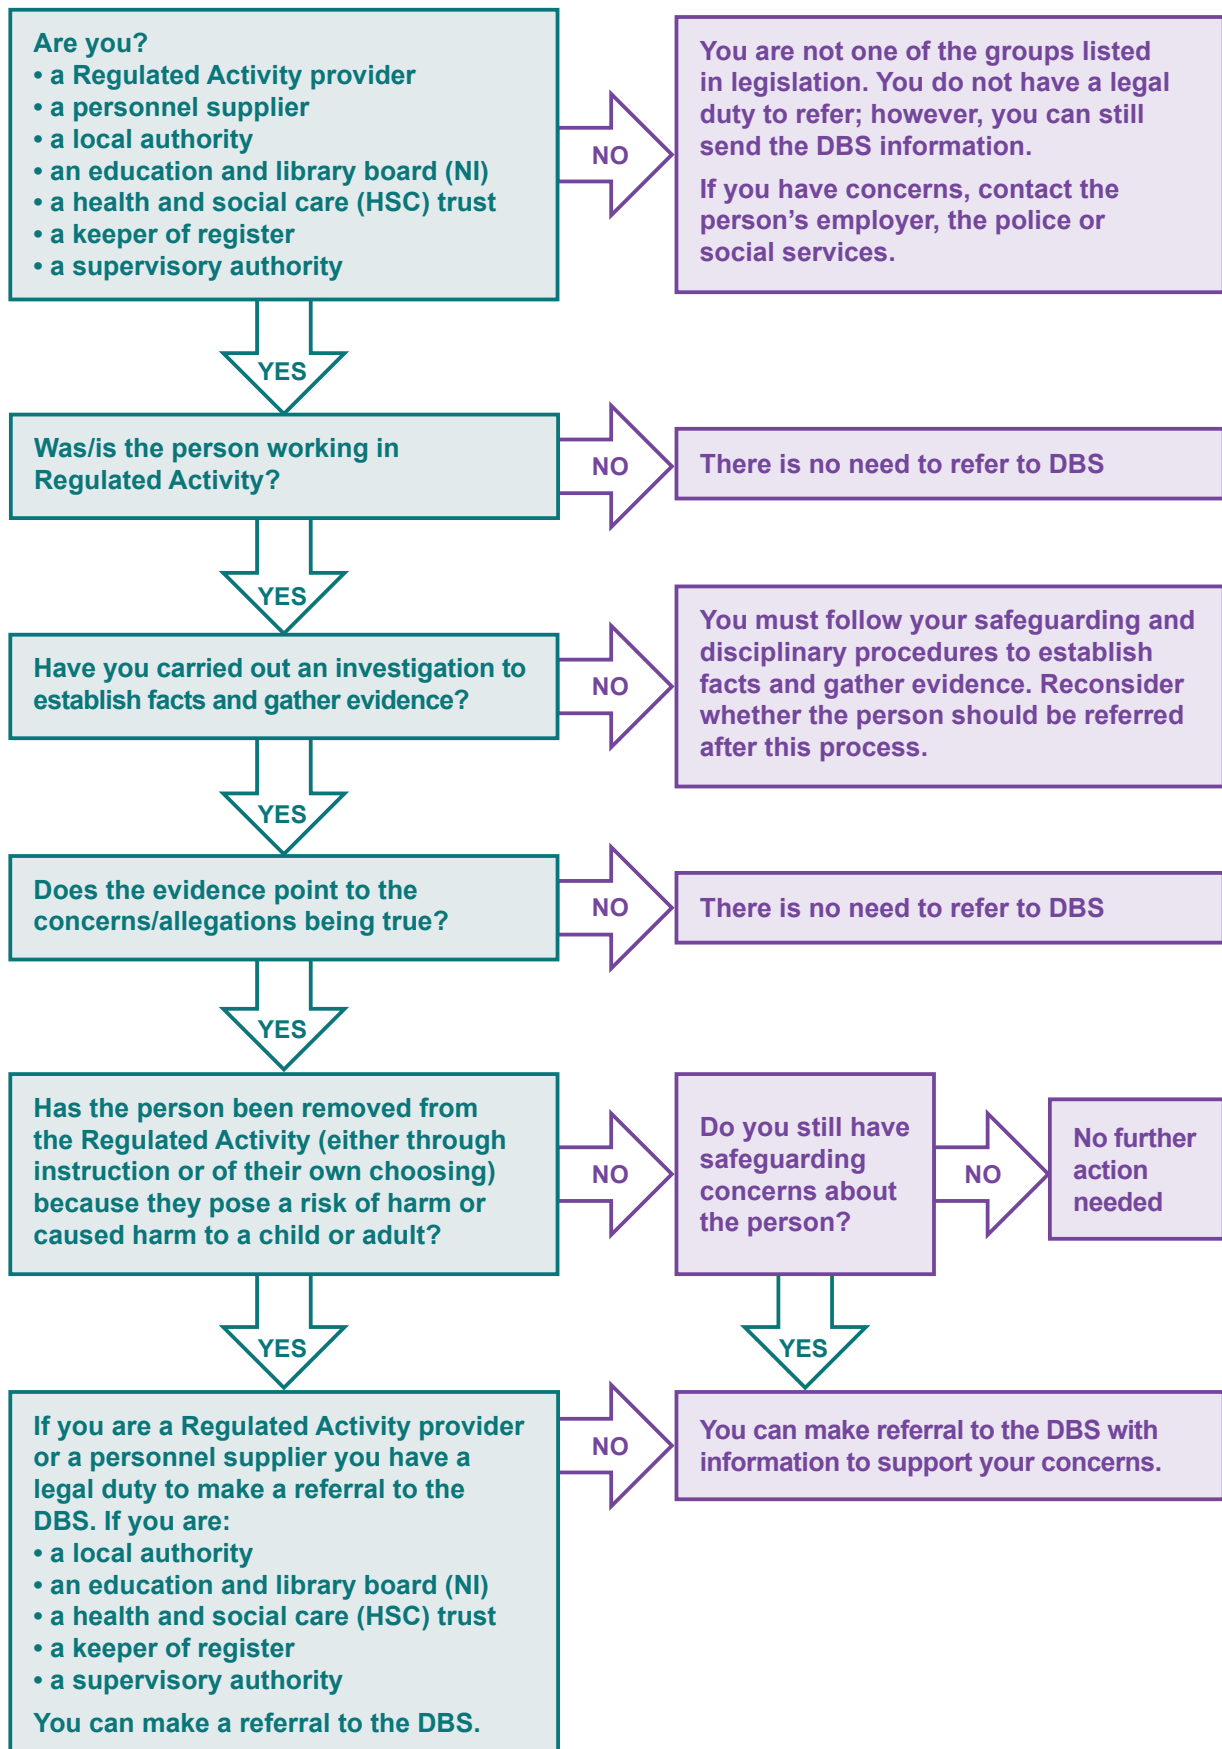 Are you?
• a Regulated Activity provider
• a personnel supplier
• a local authority
• an education and library board (NI)
• a health and social care (HSC) trust
• a keeper of register
• a supervisory authority
NO
You are not one of the groups listed
in legislation. You do not have a legal
duty to refer; however, you can still
send the DBS information.
If you have concerns, contact the
person’s employer, the police or
social services.
YES
Was/is the person working in
Regulated Activity?
NO
There is no need to refer to DBS
YES
Have you carried out an investigation to
establish facts and gather evidence?
NO
You must follow your safeguarding and
disciplinary procedures to establish
facts and gather evidence. Reconsider
whether the person should be referred
after this process.
YES
Does the evidence point to the
concerns/allegations being true?
NO
There is no need to refer to DBS
YES
Has the person been removed from
the Regulated Activity (either through
instruction or of their own choosing)
because they pose a risk of harm or
caused harm to a child or adult?
NO
Do you still have
safeguarding
concerns about
the person?
NO
No further
action
needed
YES
YES
If you are a Regulated Activity provider
or a personnel supplier you have a
legal duty to make a referral to the
DBS. If you are:
• a local authority
• an education and library board (NI)
• a health and social care (HSC) trust
• a keeper of register
• a supervisory authority
You can make a referral to the DBS.
NO
You can make referral to the DBS with
information to support your concerns.